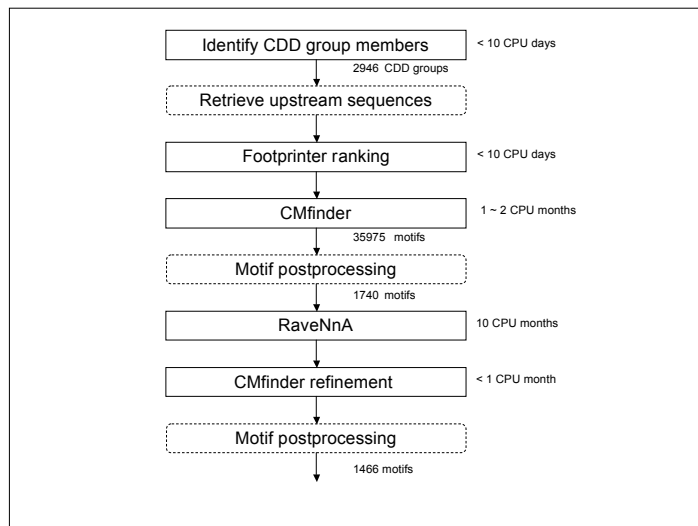 Identify CDD group members
< 10 CPU days
2946 CDD groups
Retrieve upstream sequences
Footprinter ranking
< 10 CPU days
CMfinder
1 ~ 2 CPU months
35975 motifs
Motif postprocessing
1740 motifs
RaveNnA
10 CPU months
CMfinder refinement
< 1 CPU month
Motif postprocessing
1466 motifs